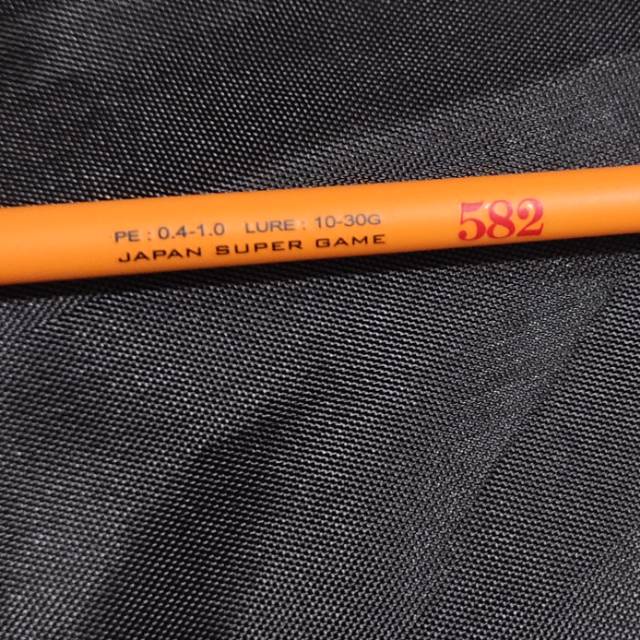 PE : 0.4-1.0 LURE : 10-30G
JAPAN SUPER GAME
582